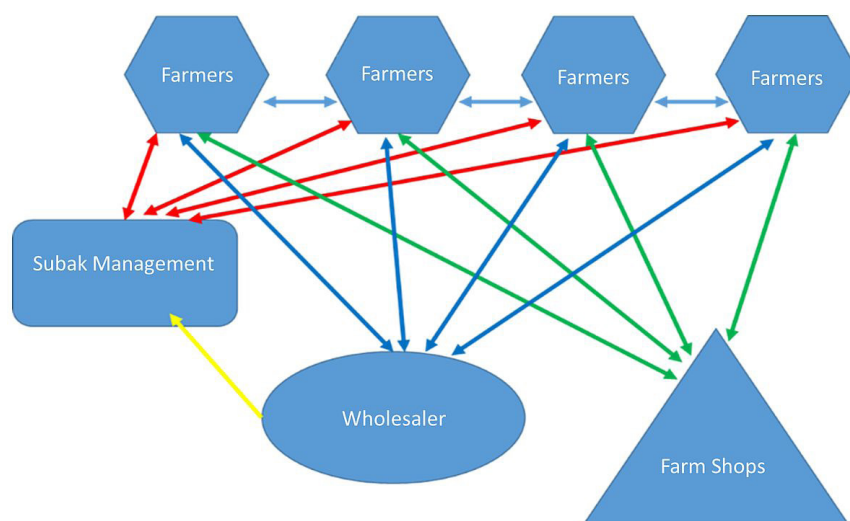 Farmers
Farmers
Farmers
Farmers
Subak Management
Wholesaler
Farm Shops